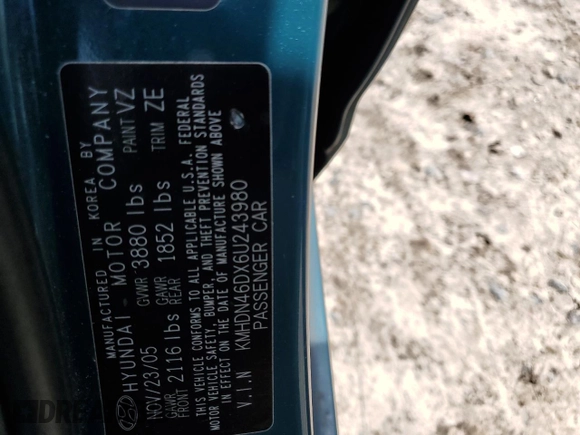 MANUFACTURED IN KOREA BY
HYUNDAI MOTOR COMPANY
NOV/23/05 GVWR 3880 lbs PAINT VZ
GAWR FRONT 2116 lbs GAWR REAR 1852 lbs TRIM ZE
THIS VEHICLE CONFORMS TO ALL APPLICABLE U.S.A. FEDERAL
MOTOR VEHICLE SAFETY, BUMPER, AND THEFT PREVENTION STANDARDS
IN EFFECT ON THE DATE OF MANUFACTURE SHOWN ABOVE
V.I.N KMHDN46DX6U243980
PASSENGER CAR